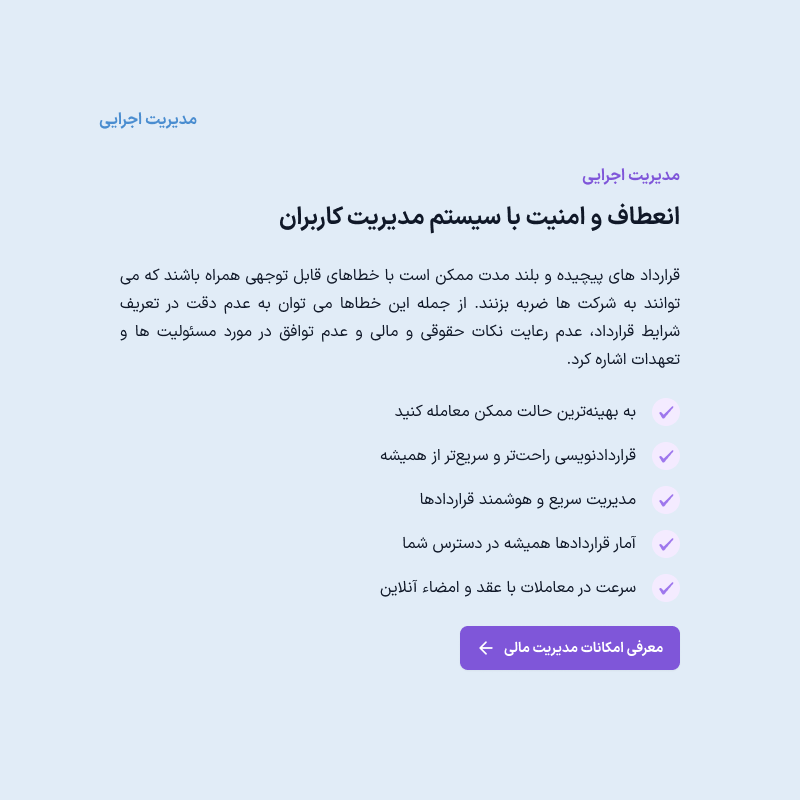 مدیریت اجرایی
مدیریت اجرایی
انعطاف و امنیت با سیستم مدیریت کاربران
قرارداد های پیچیده و بلند مدت ممکن است با خطاهای قابل توجهی همراه باشند که می
توانند به شرکت ها ضربه بزنند. از جمله این خطاها می توان به عدم دقت در تعریف
شرایط قرارداد، عدم رعایت نکات حقوقی و مالی و عدم توافق در مورد مسئولیت ها و
تعهدات اشاره کرد.
به بهینه‌ترین حالت ممکن معامله کنید
قراردادنویسی راحت‌تر و سریع‌تر از همیشه
مدیریت سریع و هوشمند قراردادها
آمار قراردادها همیشه در دسترس شما
سرعت در معاملات با عقد و امضاء آنلاین
معرفی امکانات مدیریت مالی